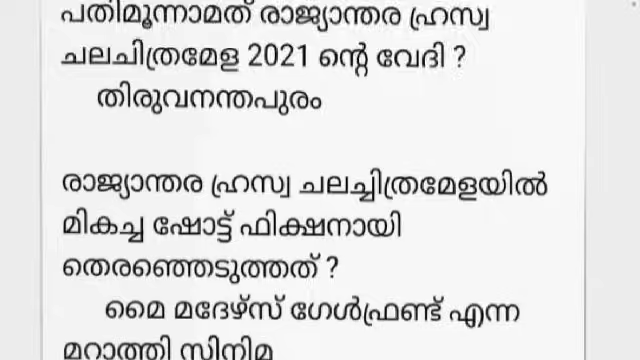 പതിമൂന്നാമത് രാജ്യാന്തര ഹ്രസ്വ
ചലചിത്രമേള 2021 ന്റെ വേദി ?
തിരുവനന്തപുരം
രാജ്യാന്തര ഹ്രസ്വ ചലച്ചിത്രമേളയിൽ
മികച്ച ഷോട്ട് ഫിക്ഷനായി
തെരഞ്ഞെടുത്തത് ?
മൈ മദേഴ്സ് ഗേൾഫ്രണ്ട് എന്ന
മറാത്തി സിനിമ